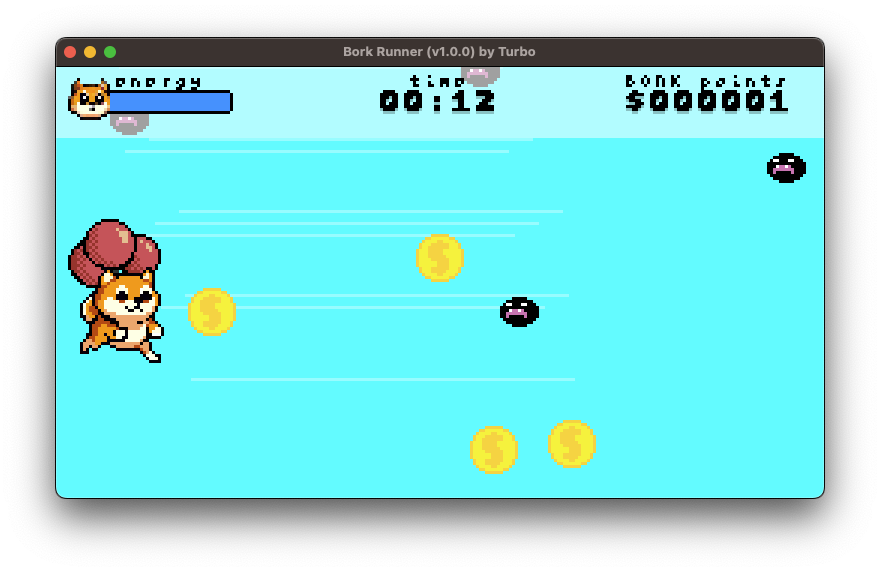 Bork Runner (v1.0.0) by Turbo
energy
time
BONK points
00:12
$000001
$
$
$
$